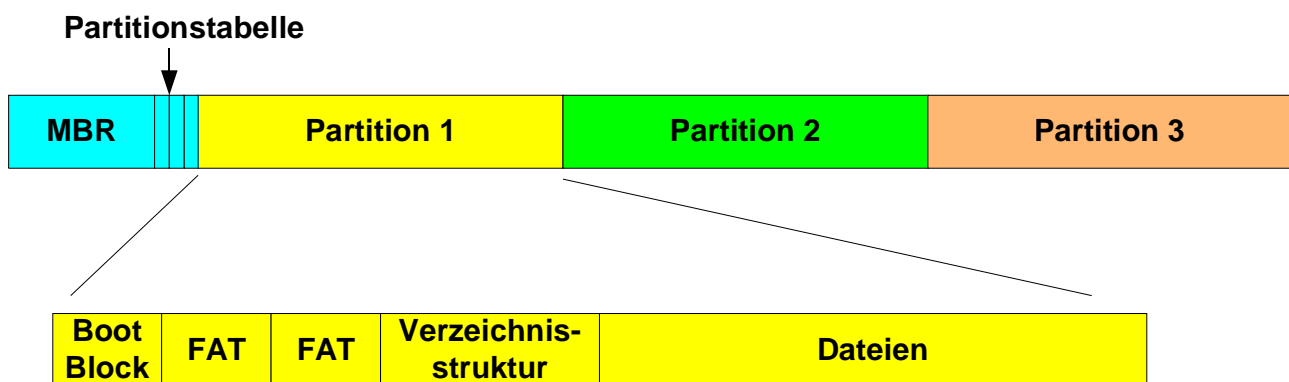 Partitionstabelle
MBR
Partition 1
Partition 2
Partition 3
Boot
Block
FAT
FAT
Verzeichnis-
struktur
Dateien